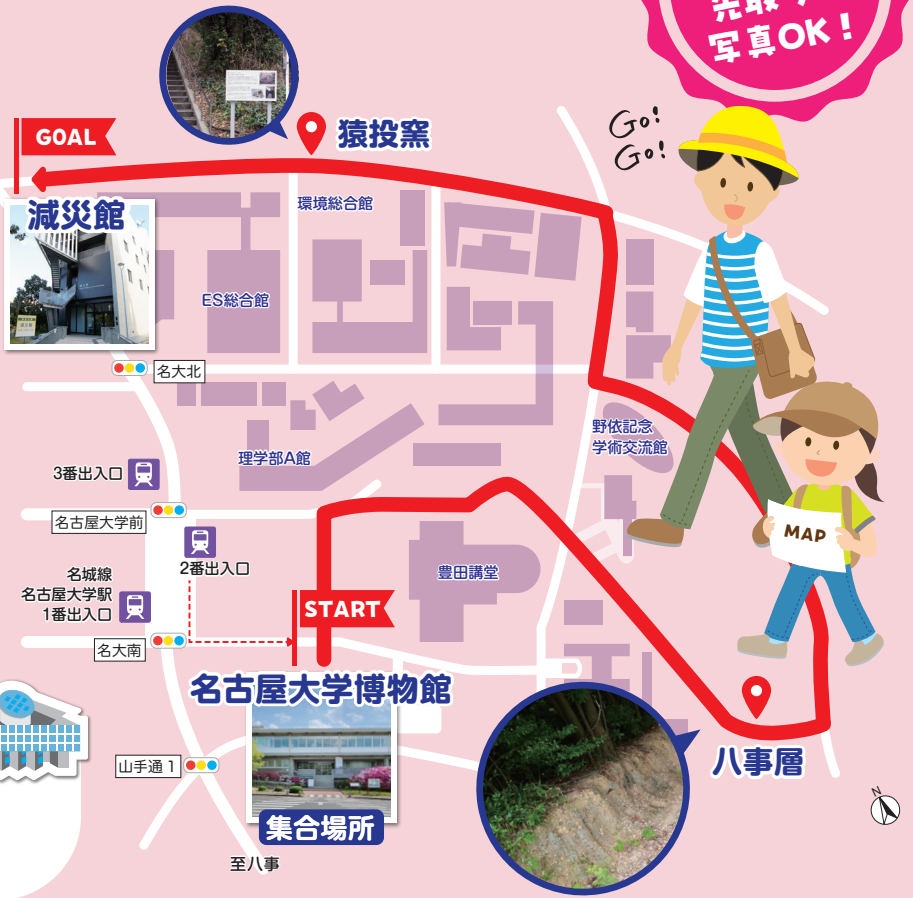 写真OK！
GOAL
猿投窯
Go!
Go!
減災館
環境総合館
ES総合館
名大北
野依記念
学術交流館
理学部A館
3番出入口
MAP
名古屋大学前
2番出入口
豊田講堂
名城線
名古屋大学駅
1番出入口
START
名大南
名古屋大学博物館
八事層
山手通 1
N
集合場所
至八事